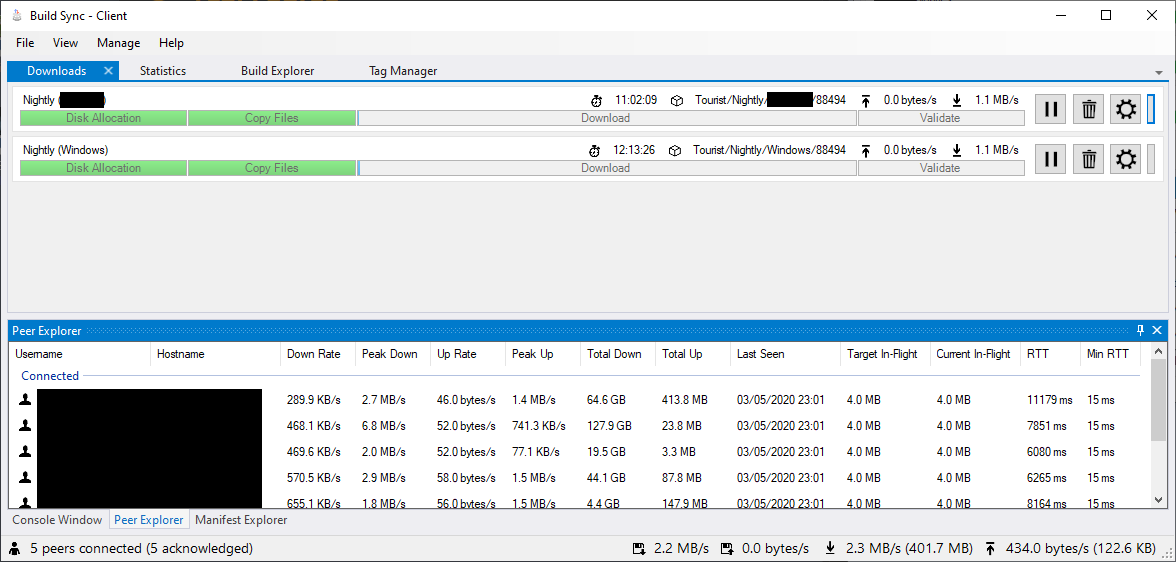 Build Sync - Client
File View Manage Help
Downloads Statistics Build Explorer Tag Manager
Nightly ( ) 11:02:09 Tourist/Nightly/ /88494 0.0 bytes/s 1.1 MB/s
Disk Allocation Copy Files Download Validate
Nightly (Windows) 12:13:26 Tourist/Nightly/Windows/88494 0.0 bytes/s 1.1 MB/s
Disk Allocation Copy Files Download Validate
Peer Explorer
Username Hostname Down Rate Peak Down Up Rate Peak Up Total Down Total Up Last Seen Target In-Flight Current In-Flight RTT Min RTT
Connected
289.9 KB/s 2.7 MB/s 46.0 bytes/s 1.4 MB/s 64.6 GB 413.8 MB 03/05/2020 23:01 4.0 MB 4.0 MB 11179 ms 15 ms
468.1 KB/s 6.8 MB/s 52.0 bytes/s 741.3 KB/s 127.9 GB 23.8 MB 03/05/2020 23:01 4.0 MB 4.0 MB 7851 ms 15 ms
469.6 KB/s 2.0 MB/s 52.0 bytes/s 77.1 KB/s 19.5 GB 3.3 MB 03/05/2020 23:01 4.0 MB 4.0 MB 6080 ms 15 ms
570.5 KB/s 2.9 MB/s 58.0 bytes/s 1.5 MB/s 44.1 GB 87.8 MB 03/05/2020 23:01 4.0 MB 4.0 MB 6265 ms 15 ms
655.1 KB/s 1.8 MB/s 56.0 bytes/s 1.5 MB/s 4.4 GB 147.9 MB 03/05/2020 23:01 4.0 MB 4.0 MB 8164 ms 15 ms
Console Window Peer Explorer Manifest Explorer
5 peers connected (5 acknowledged) 2.2 MB/s 0.0 bytes/s 2.3 MB/s (401.7 MB) 434.0 bytes/s (122.6 KB)